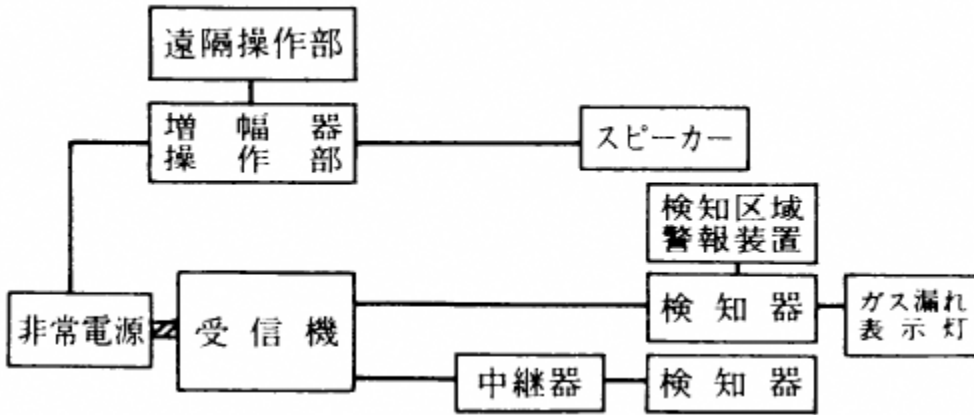 遠隔操作部
増幅器
操作部
スピーカー
検知区域
警報装置
非常電源
受信機
検知器
ガス漏れ
表示灯
中継器
検知器